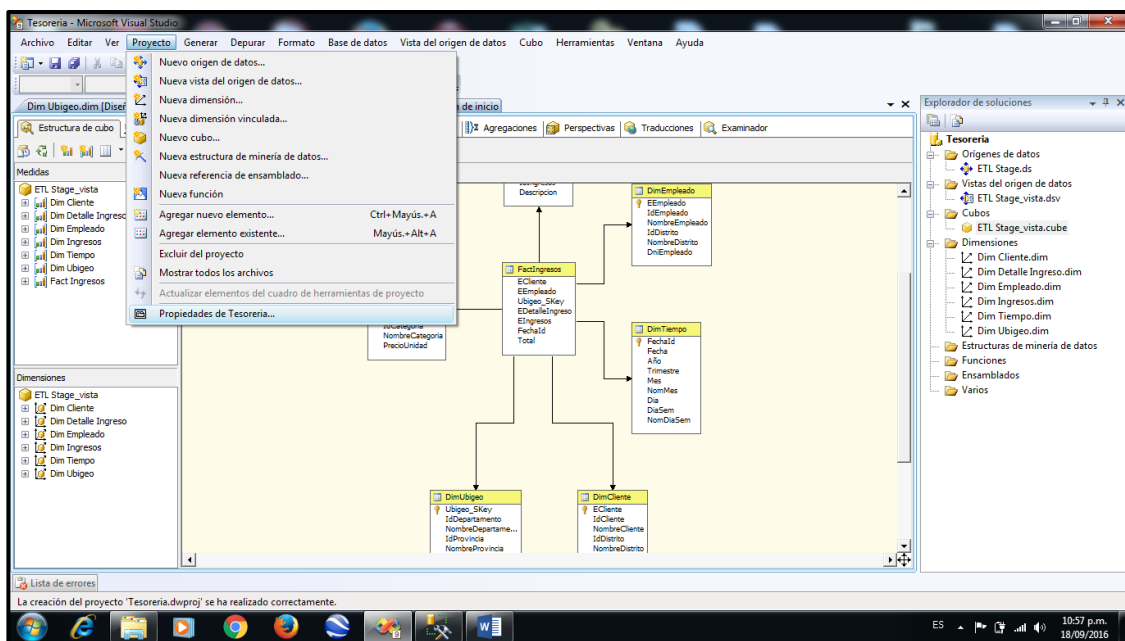 Tesoreria - Microsoft Visual Studio
Archivo Editar Ver Proyecto Generar Depurar Formato Base de datos Vista del origen de datos Cubo Herramientas Ventana Ayuda
Nuevo origen de datos...
Nueva vista del origen de datos...
Nueva dimensión...
Nueva dimensión vinculada...
Nuevo cubo...
Nueva estructura de minería de datos...
Nueva referencia de ensamblado...
Nueva función
Agregar nuevo elemento... Ctrl+Mayús.+A
Agregar elemento existente... Mayús.+Alt+A
Excluir del proyecto
Mostrar todos los archivos
Actualizar elementos del cuadro de herramientas de proyecto
Propiedades de Tesoreria...
Dim Ubigeo.dim [Diseñ
de inicio
Estructura de cubo
Agregaciones Perspectivas Traducciones Examinador
Medidas
ETL Stage_vista
Dim Cliente
Dim Detalle Ingreso
Dim Empleado
Dim Ingresos
Dim Tiempo
Dim Ubigeo
Fact Ingresos
Dimensiones
ETL Stage_vista
Dim Cliente
Dim Detalle Ingreso
Dim Empleado
Dim Ingresos
Dim Tiempo
Dim Ubigeo
Descripcion
DimEmpleado
EEmpleado
IdEmpleado
NombreEmpleado
IdDistrito
NombreDistrito
DniEmpleado
FactIngresos
ECliente
EEmpleado
Ubigeo_SKey
EDetalleIngreso
EIngresos
FechaId
Total
IdCategoria
NombreCategoria
PrecioUnidad
DimTiempo
FechaId
Fecha
Año
Trimestre
Mes
NomMes
Dia
DiaSem
NomDiaSem
DimUbigeo
Ubigeo_SKey
IdDepartamento
NombreDepartame...
IdProvincia
NombreProvincia
DimCliente
ECliente
IdCliente
NombreCliente
IdDistrito
NombreDistrito
Explorador de soluciones
Tesoreria
Orígenes de datos
ETL Stage.ds
Vistas del origen de datos
ETL Stage_vista.dsv
Cubos
ETL Stage_vista.cube
Dimensiones
Dim Cliente.dim
Dim Detalle Ingreso.dim
Dim Empleado.dim
Dim Ingresos.dim
Dim Tiempo.dim
Dim Ubigeo.dim
Estructuras de minería de datos
Funciones
Ensamblados
Varios
Lista de errores
La creación del proyecto 'Tesoreria.dwproj' se ha realizado correctamente.
ES
10:57 p.m.
18/09/2016